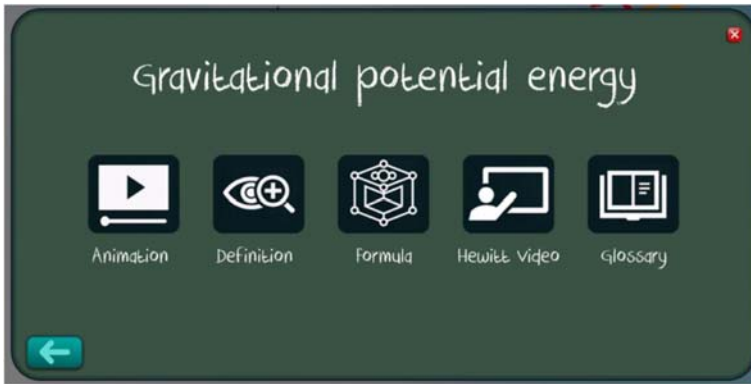 Gravitational potential energy
Animation Definition Formula Hewitt Video Glossary